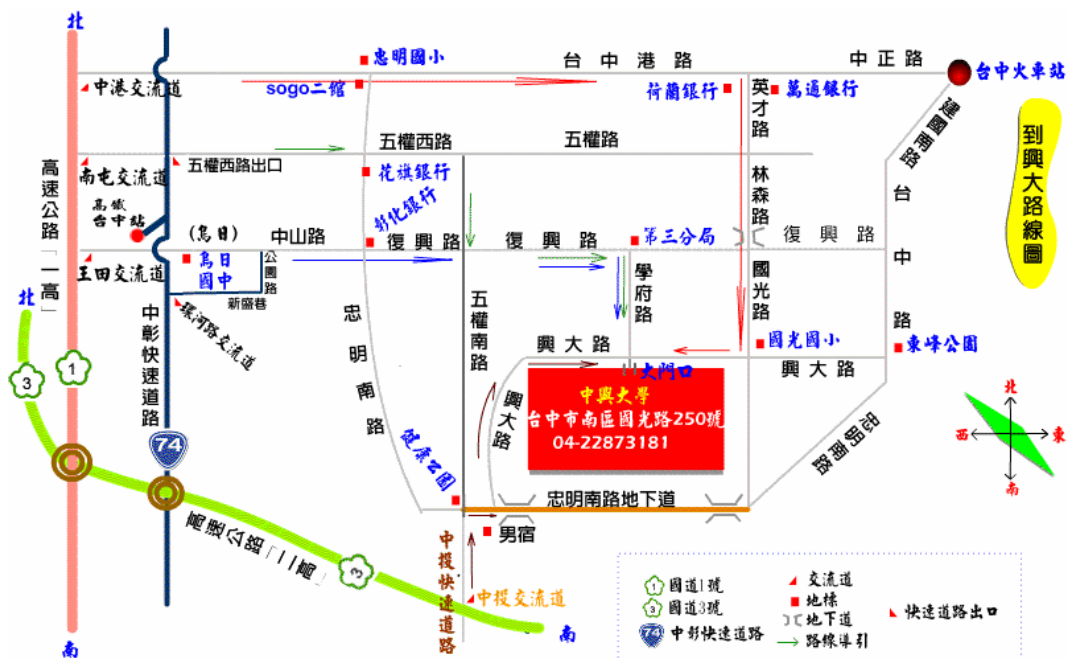 北
忠明國小
台中港路
中正路
台中火車站
中港交流道
sogo二館
荷蘭銀行
英才路
萬通銀行
建國南路
到興大路線圖
五權西路
五權路
南屯交流道
五權西路出口
花旗銀行
林森路
高速公路「一高」
高鐵
台中站
彰化銀行
(烏日)
中山路
復興路
復興路
第三分局
復興路
台中路
王田交流道
烏日
國中
公園路
學府路
國光路
北
新盛巷
環河路交流道
中彰快速道路
忠明南路
五權南路
興大路
國光國小
東峰公園
大門口
興大路
1
3
中興大學
台中市南區國光路250號
04-22873181
興大路
忠明南路
北
西
東
南
74
健康公園
忠明南路地下道
高速公路「二高」
男宿
3
中投快速道路
中投交流道
南
南
1
國道1號
3
國道3號
74
中彰快速道路
交流道
地標
地下道
路線導引
快速道路出口